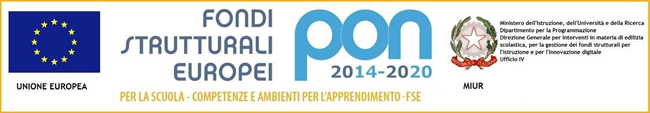 UNIONE EUROPEA
FONDI
STRUTTURALI
EUROPEI
pon
2014-2020
PER LA SCUOLA - COMPETENZE E AMBIENTI PER L'APPRENDIMENTO-FSE
MIUR
Ministero dell'Istruzione, dell'Università e della Ricerca
Dipartimento per la Programmazione
Direzione Generale per interventi in materia di edilizia
scolastica, per la gestione dei fondi strutturali per
l'istruzione e per l'innovazione digitale
Ufficio IV